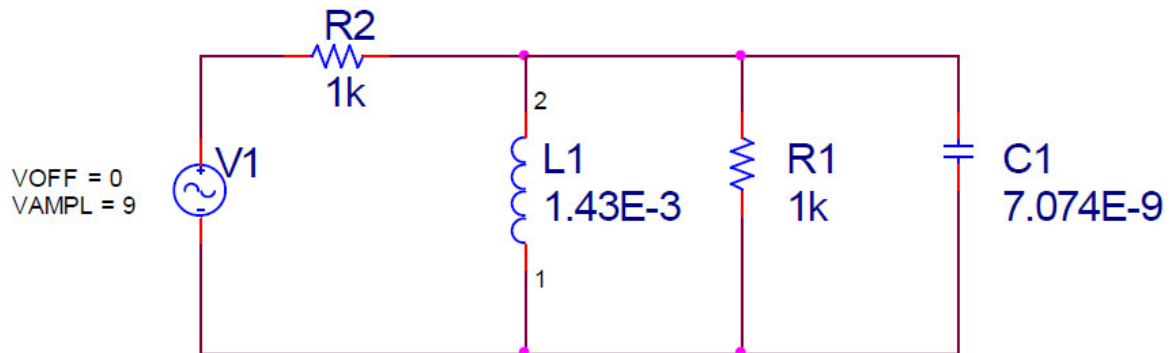 R2
1k
2
V1
L1
R1
C1
VOFF = 0
VAMPL = 9
1.43E-3
1k
7.074E-9
1